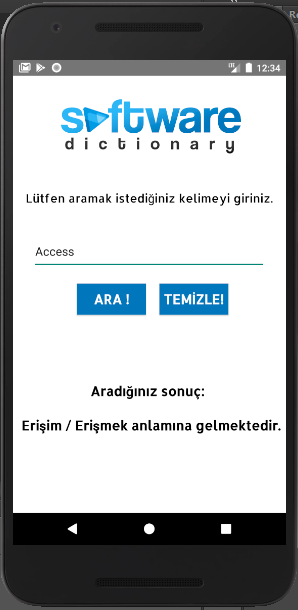 12:34
software
dictionary
Lütfen aramak istediğiniz kelimeyi giriniz.
Access
ARA ! TEMİZLE!
Aradığınız sonuç:
Erişim / Erişmek anlamına gelmektedir.